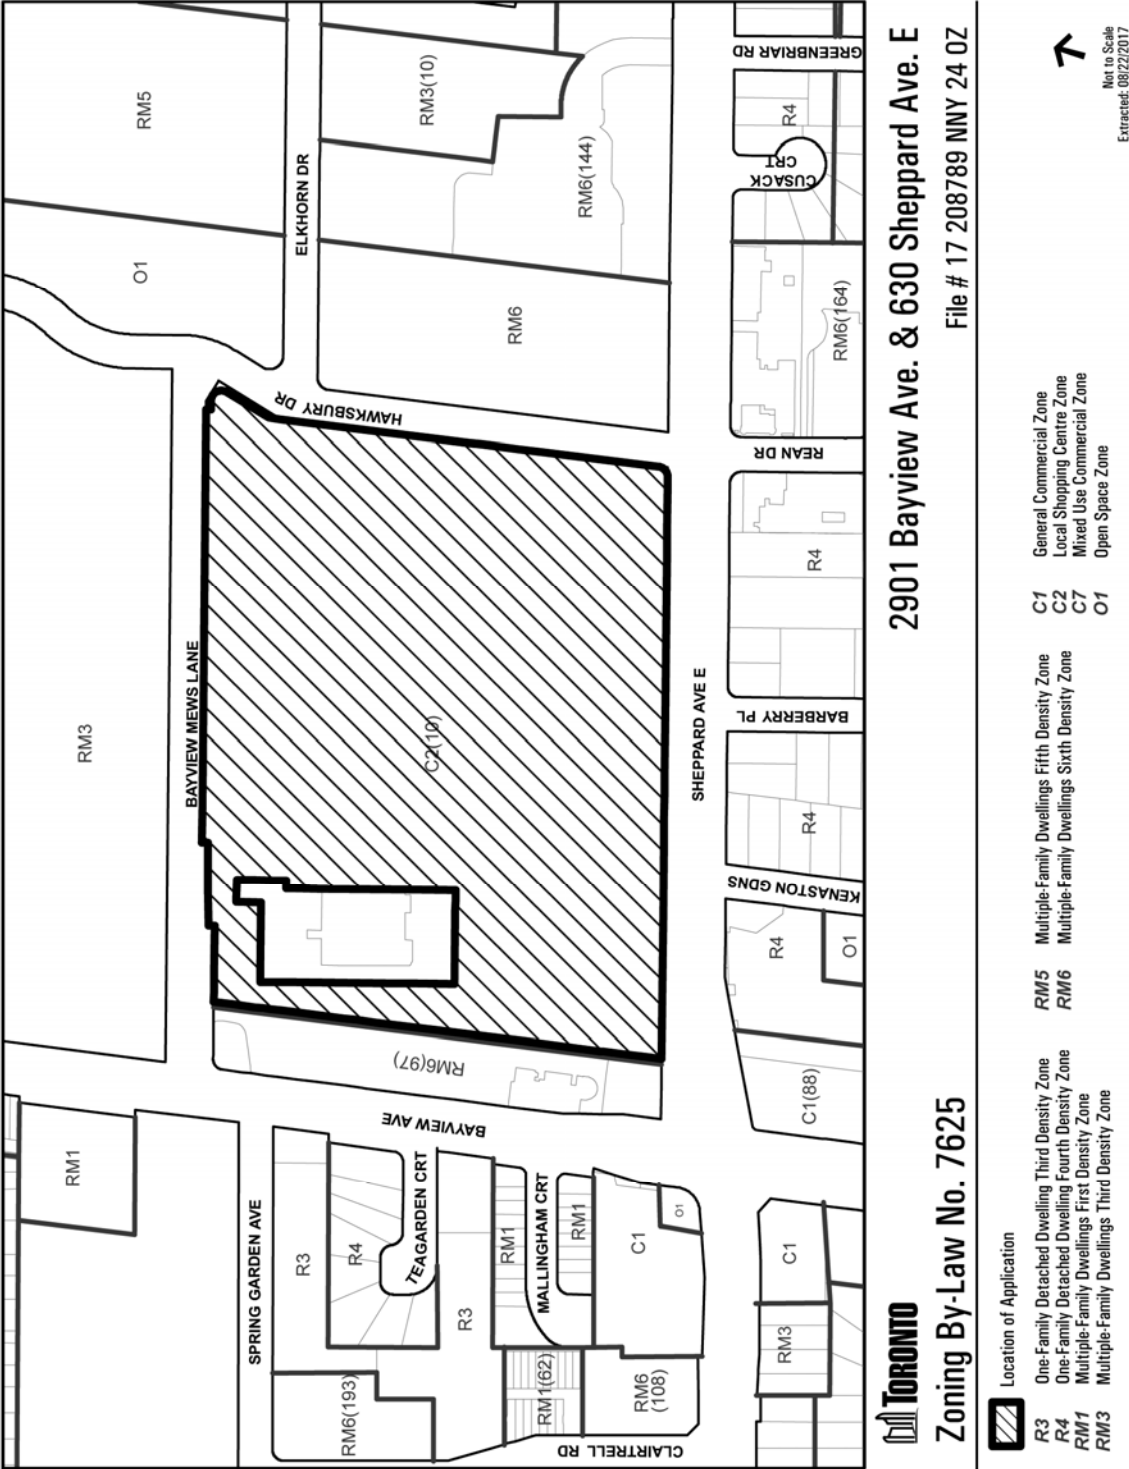 RM3
RM5
O1
RM1
BAYVIEW MEWS LANE
ELKHORN DR
HAWKSBURY DR
RM3(10)
RM6(144)
RM6
C2(10)
RM6(97)
BAYVIEW AVE
SPRING GARDEN AVE
R3
R4
TEAGARDEN CRT
R3
RM6(193)
RM1
MALLINGHAM CRT
RM1
RM1(62)
C1
O1
RM6
(108)
CLAIRTRELL RD
SHEPPARD AVE E
RM3
C1
C1(88)
R4
O1
KENASTON GDNS
R4
BARBERRY PL
R4
REAN DR
RM6(164)
CUSACK
CRT
R4
GREENBRIAR RD
TORONTO
Zoning By-Law No. 7625
2901 Bayview Ave. & 630 Sheppard Ave. E
File # 17 208789 NNY 24 OZ
Location of Application
R3 One-Family Detached Dwelling Third Density Zone
R4 One-Family Detached Dwelling Fourth Density Zone
RM1 Multiple-Family Dwellings First Density Zone
RM3 Multiple-Family Dwellings Third Density Zone
RM5 Multiple-Family Dwellings Fifth Density Zone
RM6 Multiple-Family Dwellings Sixth Density Zone
C1 General Commercial Zone
C2 Local Shopping Centre Zone
C7 Mixed Use Commercial Zone
O1 Open Space Zone
Not to Scale
Extracted: 08/22/2017